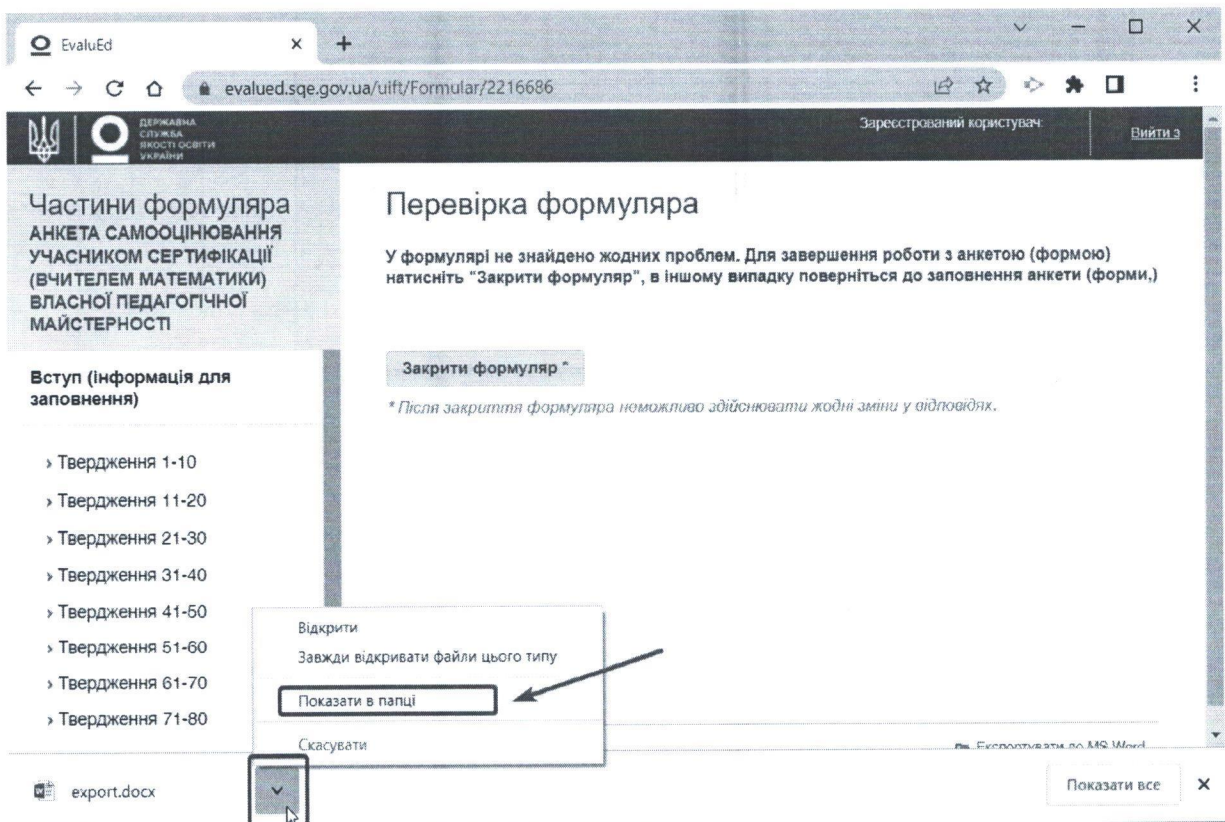 EvaluEd
evalued.sqe.gov.ua/uift/Formular/2216686
ДЕРЖАВНА
СЛУЖБА
ЯКОСТІ ОСВІТИ
УКРАЇНИ
Зареєстрований користувач:
Вийти з
Частини формуляра
АНКЕТА САМООЦІНЮВАННЯ
УЧАСНИКОМ СЕРТИФІКАЦІЇ
(ВЧИТЕЛЕМ МАТЕМАТИКИ)
ВЛАСНОЇ ПЕДАГОГІЧНОЇ
МАЙСТЕРНОСТІ
Вступ (інформація для
заповнення)
› Твердження 1-10
› Твердження 11-20
› Твердження 21-30
› Твердження 31-40
› Твердження 41-50
› Твердження 51-60
› Твердження 61-70
› Твердження 71-80
Перевірка формуляра
У формулярі не знайдено жодних проблем. Для завершення роботи з анкетою (формою)
натисніть "Закрити формуляр", в іншому випадку поверніться до заповнення анкети (форми,)
Закрити формуляр *
* Після закриття формуляра неможливо здійснювати жодні зміни у відповідях.
Відкрити
Завжди відкривати файли цього типу
Показати в папці
Скасувати
Експортувати до MS Word
export.docx
Показати все